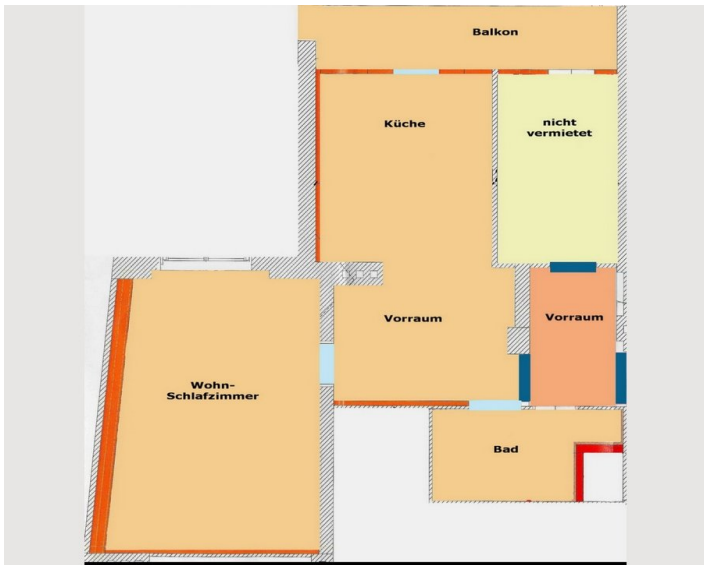 Balkon
Küche
nicht
vermietet
Vorraum
Vorraum
Wohn-
Schlafzimmer
Bad